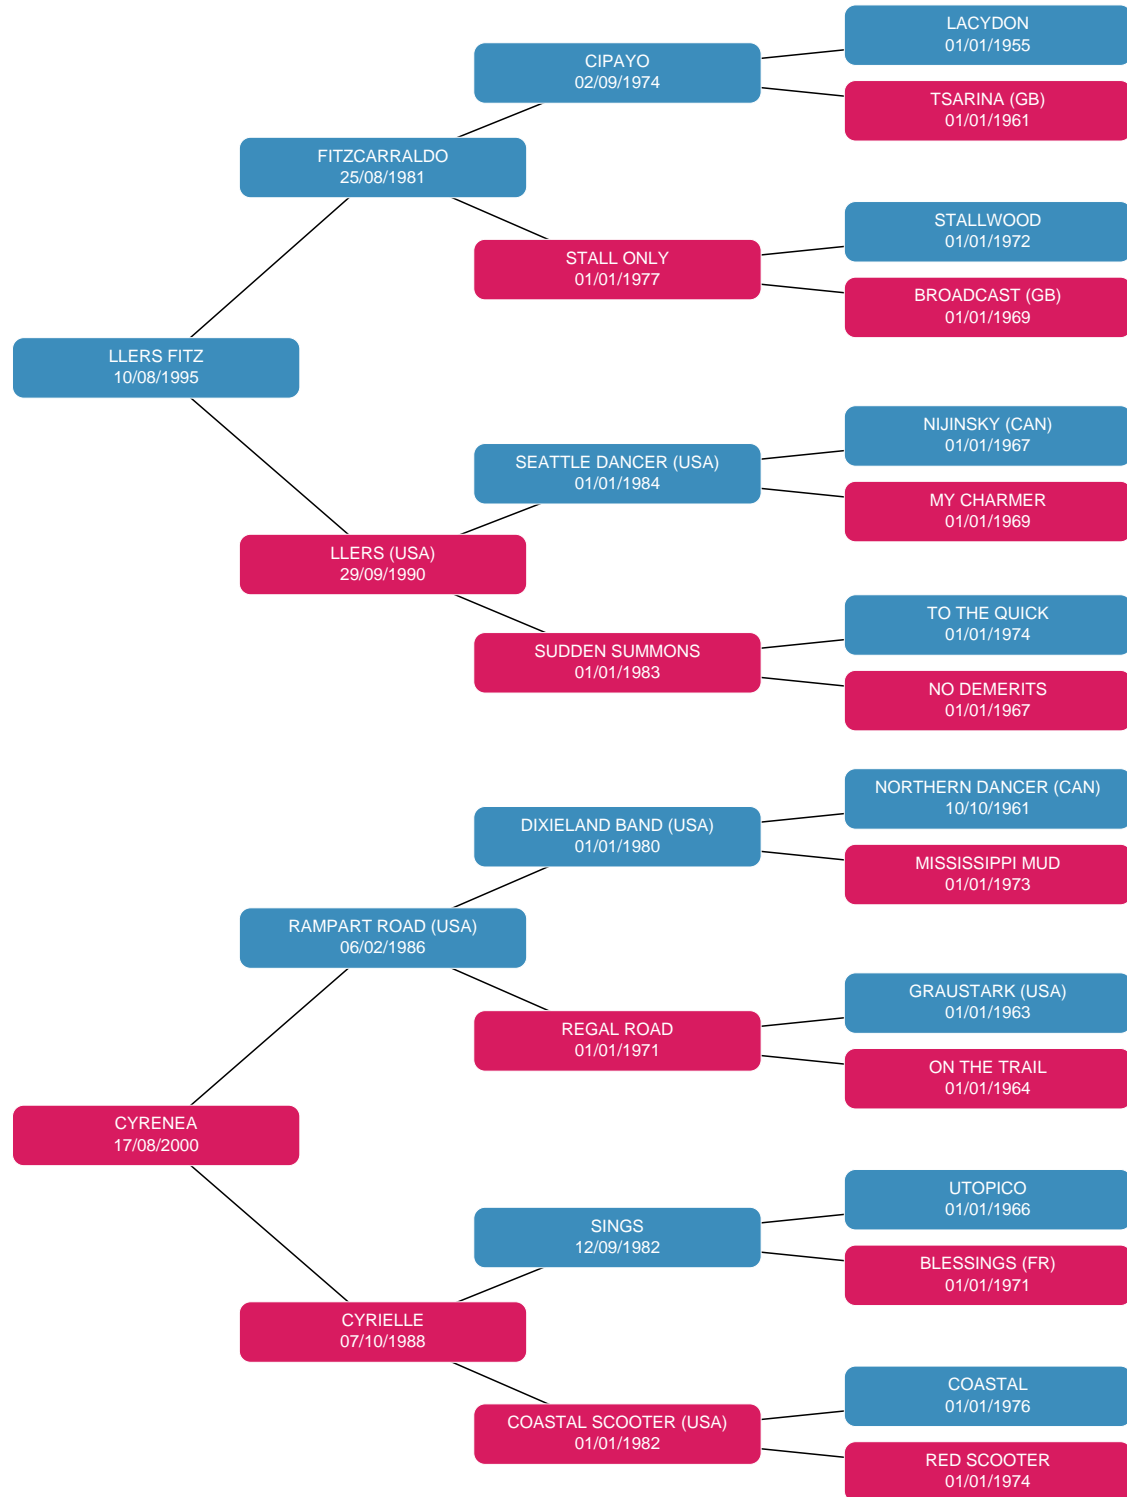 LACYDON
01/01/1955
CIPAYO
02/09/1974
TSARINA (GB)
01/01/1961
FITZCARRALDO
25/08/1981
STALLWOOD
01/01/1972
STALL ONLY
01/01/1977
BROADCAST (GB)
01/01/1969
LLERS FITZ
10/08/1995
NIJINSKY (CAN)
01/01/1967
SEATTLE DANCER (USA)
01/01/1984
MY CHARMER
01/01/1969
LLERS (USA)
29/09/1990
TO THE QUICK
01/01/1974
SUDDEN SUMMONS
01/01/1983
NO DEMERITS
01/01/1967
NORTHERN DANCER (CAN)
10/10/1961
DIXIELAND BAND (USA)
01/01/1980
MISSISSIPPI MUD
01/01/1973
RAMPART ROAD (USA)
06/02/1986
GRAUSTARK (USA)
01/01/1963
REGAL ROAD
01/01/1971
ON THE TRAIL
01/01/1964
CYRENEA
17/08/2000
UTOPICO
01/01/1966
SINGS
12/09/1982
BLESSINGS (FR)
01/01/1971
CYRIELLE
07/10/1988
COASTAL
01/01/1976
COASTAL SCOOTER (USA)
01/01/1982
RED SCOOTER
01/01/1974